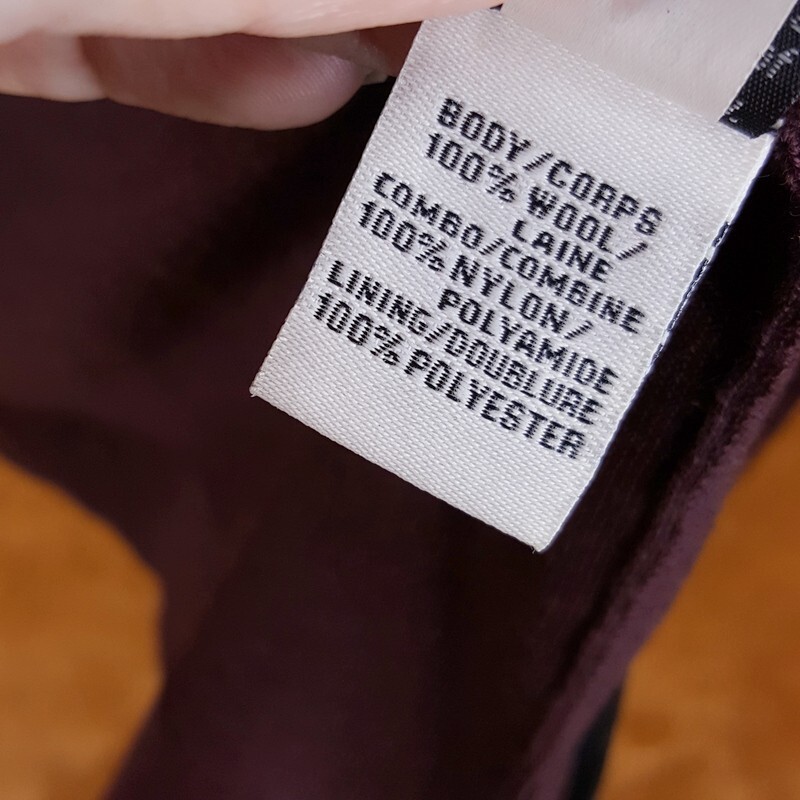 BODY/CORPS
100% WOOL/
LAINE
COMBO/COMBINE
100% NYLON/
POLYAMIDE
LINING/DOUBLURE
100% POLYESTER